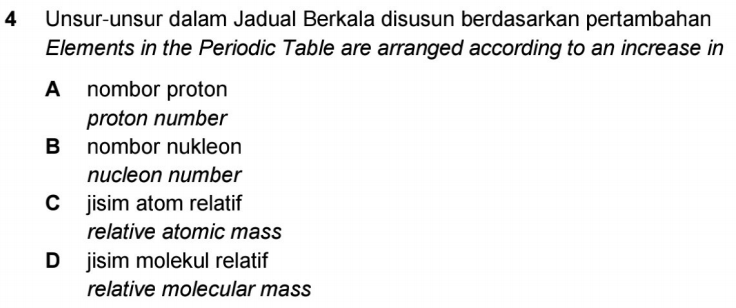 4 Unsur-unsur dalam Jadual Berkala disusun berdasarkan pertambahan
Elements in the Periodic Table are arranged according to an increase in
A nombor proton
proton number
B nombor nukleon
nucleon number
C jisim atom relatif
relative atomic mass
D jisim molekul relatif
relative molecular mass